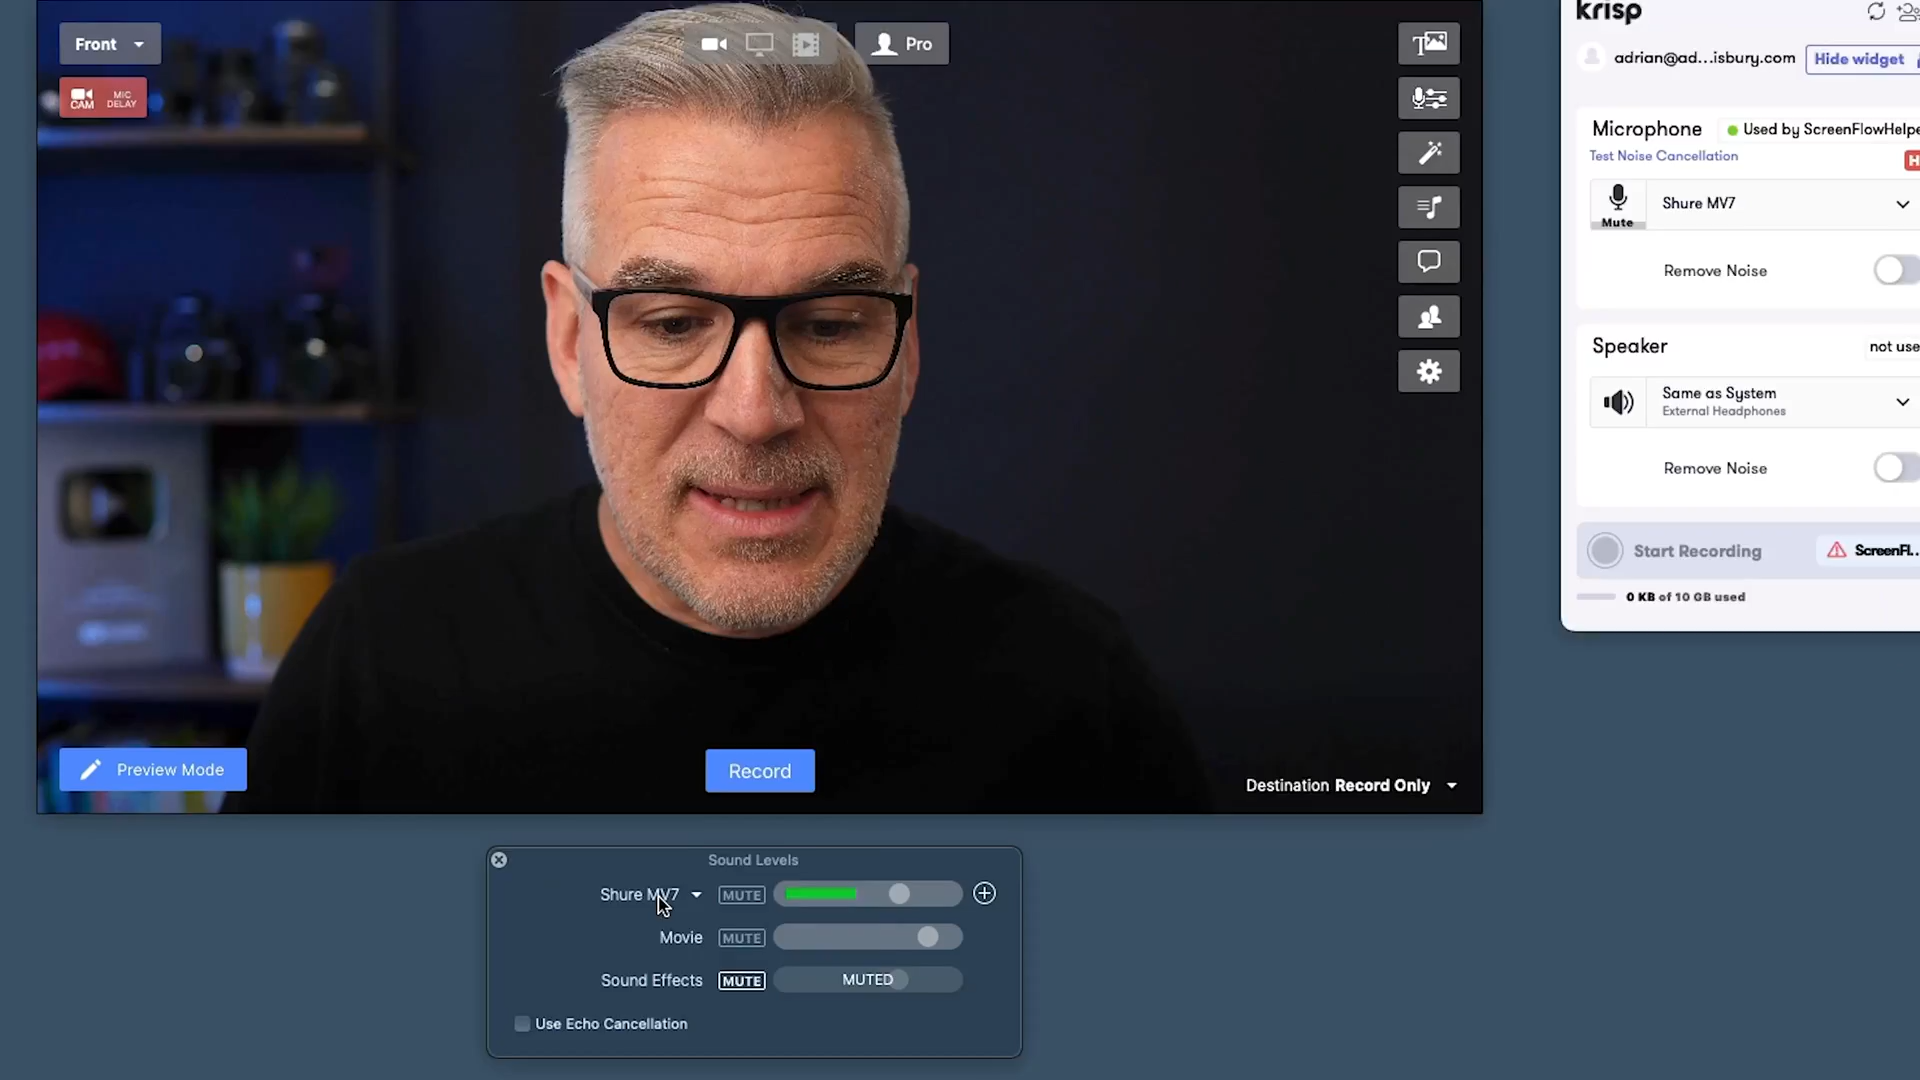 Front
CAM
MIC
DELAY
Pro
T
Preview Mode
Record
Destination Record Only
Sound Levels
Shure MV7
MUTE
Movie
MUTE
Sound Effects
MUTE
MUTED
Use Echo Cancellation
krisp
adrian@ad...isbury.com
Hide widget
Microphone
Used by ScreenFlowHelpe
Test Noise Cancellation
H
Mute
Shure MV7
Remove Noise
Speaker
not use
Same as System
External Headphones
Remove Noise
Start Recording
ScreenFl...
0 KB of 10 GB used